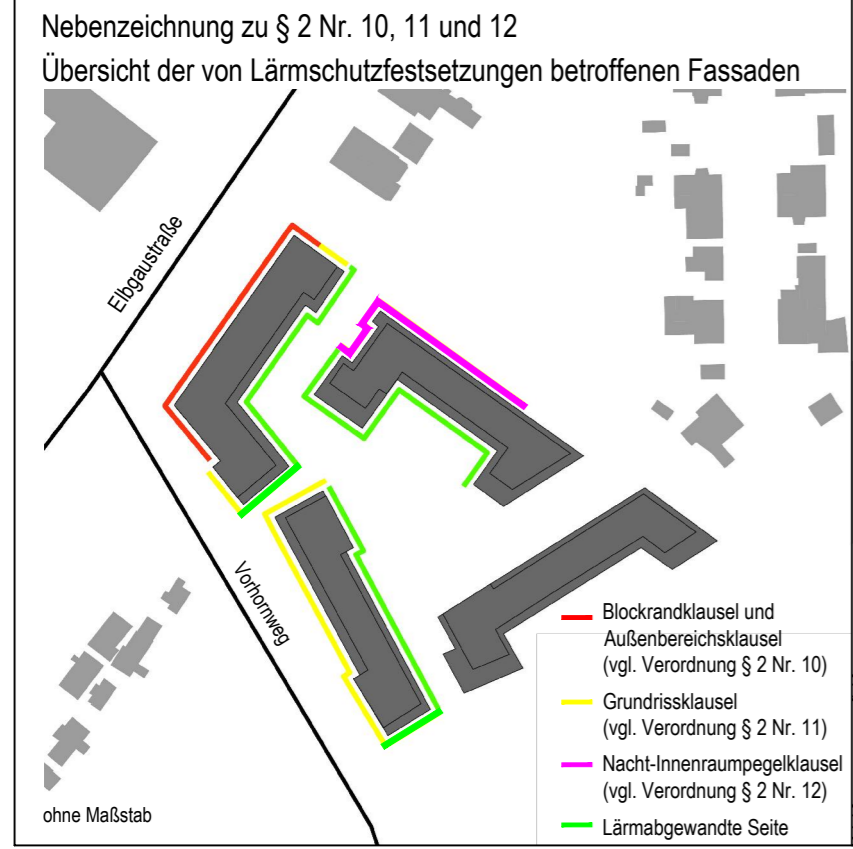 Nebenzeichnung zu § 2 Nr. 10, 11 und 12
Übersicht der von Lärmschutzfestsetzungen betroffenen Fassaden
Elbgaustraße
Vorhornweg
Blockrandklausel und
Außenbereichsklausel
(vgl. Verordnung § 2 Nr. 10)
Grundrissklausel
(vgl. Verordnung § 2 Nr. 11)
Nacht-Innenraumpegelklausel
(vgl. Verordnung § 2 Nr. 12)
Lärmabgewandte Seite
ohne Maßstab